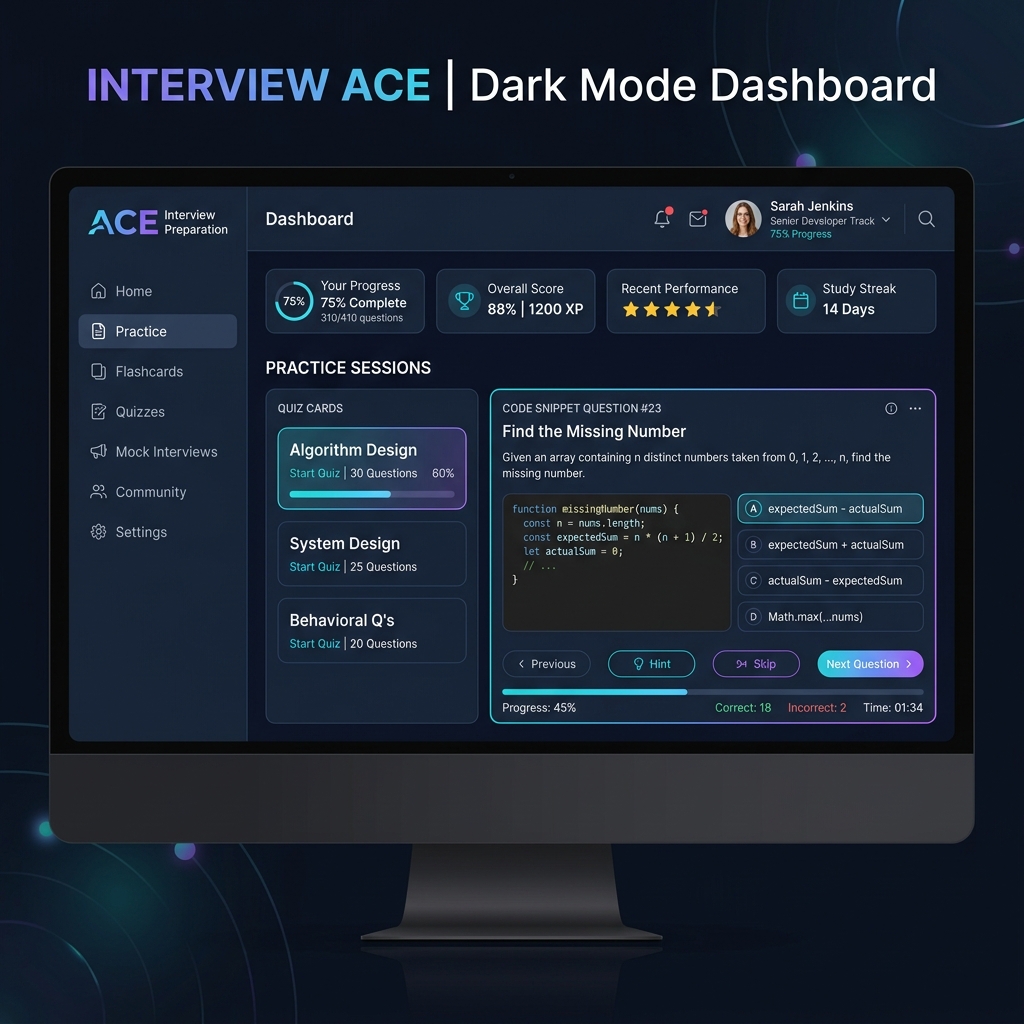 INTERVIEW ACE | Dark Mode Dashboard
ACE Interview
Preparation
Dashboard
Sarah Jenkins
Senior Developer Track
75% Progress
Home
Practice
Flashcards
Quizzes
Mock Interviews
Community
Settings
75%
Your Progress
75% Complete
310/410 questions
Overall Score
88% | 1200 XP
Recent Performance
Study Streak
14 Days
PRACTICE SESSIONS
QUIZ CARDS
Algorithm Design
Start Quiz | 30 Questions 60%
System Design
Start Quiz | 25 Questions
Behavioral Q's
Start Quiz | 20 Questions
CODE SNIPPET QUESTION #23
Find the Missing Number
Given an array containing n distinct numbers taken from 0, 1, 2, ..., n, find the
missing number.
function missingNumber(nums) {
const n = nums.length;
const expectedSum = n * (n + 1) / 2;
let actualSum = 0;
// ...
}
A expectedSum - actualSum
B expectedSum + actualSum
C actualSum - expectedSum
D Math.max(...nums)
Previous
Hint
Skip
Next Question
Progress: 45%
Correct: 18 Incorrect: 2 Time: 01:34